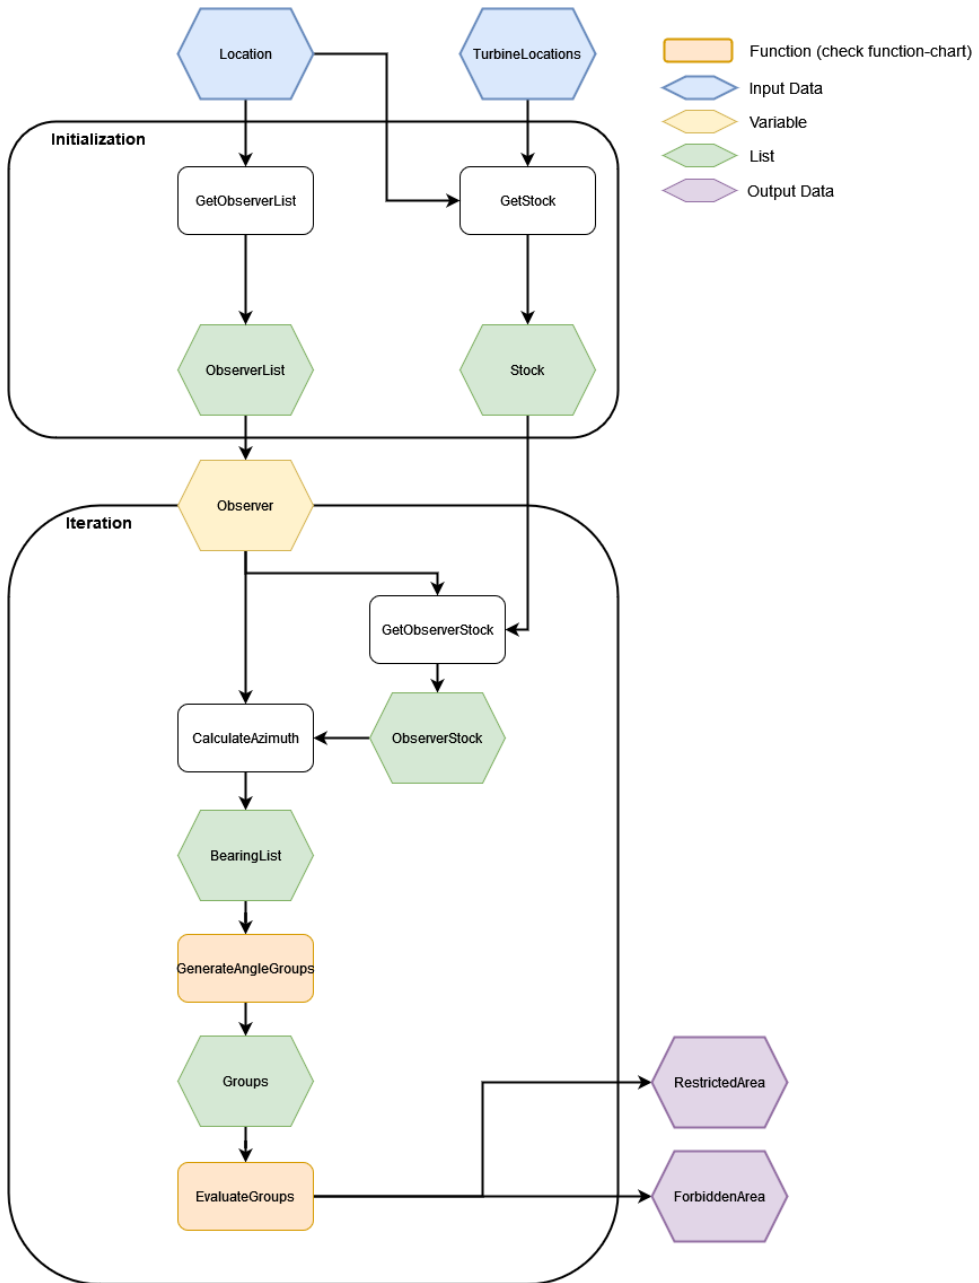 Location
TurbineLocations
Function (check function-chart)
Input Data
Variable
List
Output Data
Initialization
GetObserverList
GetStock
ObserverList
Stock
Observer
Iteration
GetObserverStock
CalculateAzimuth
ObserverStock
BearingList
GenerateAngleGroups
Groups
RestrictedArea
EvaluateGroups
ForbiddenArea